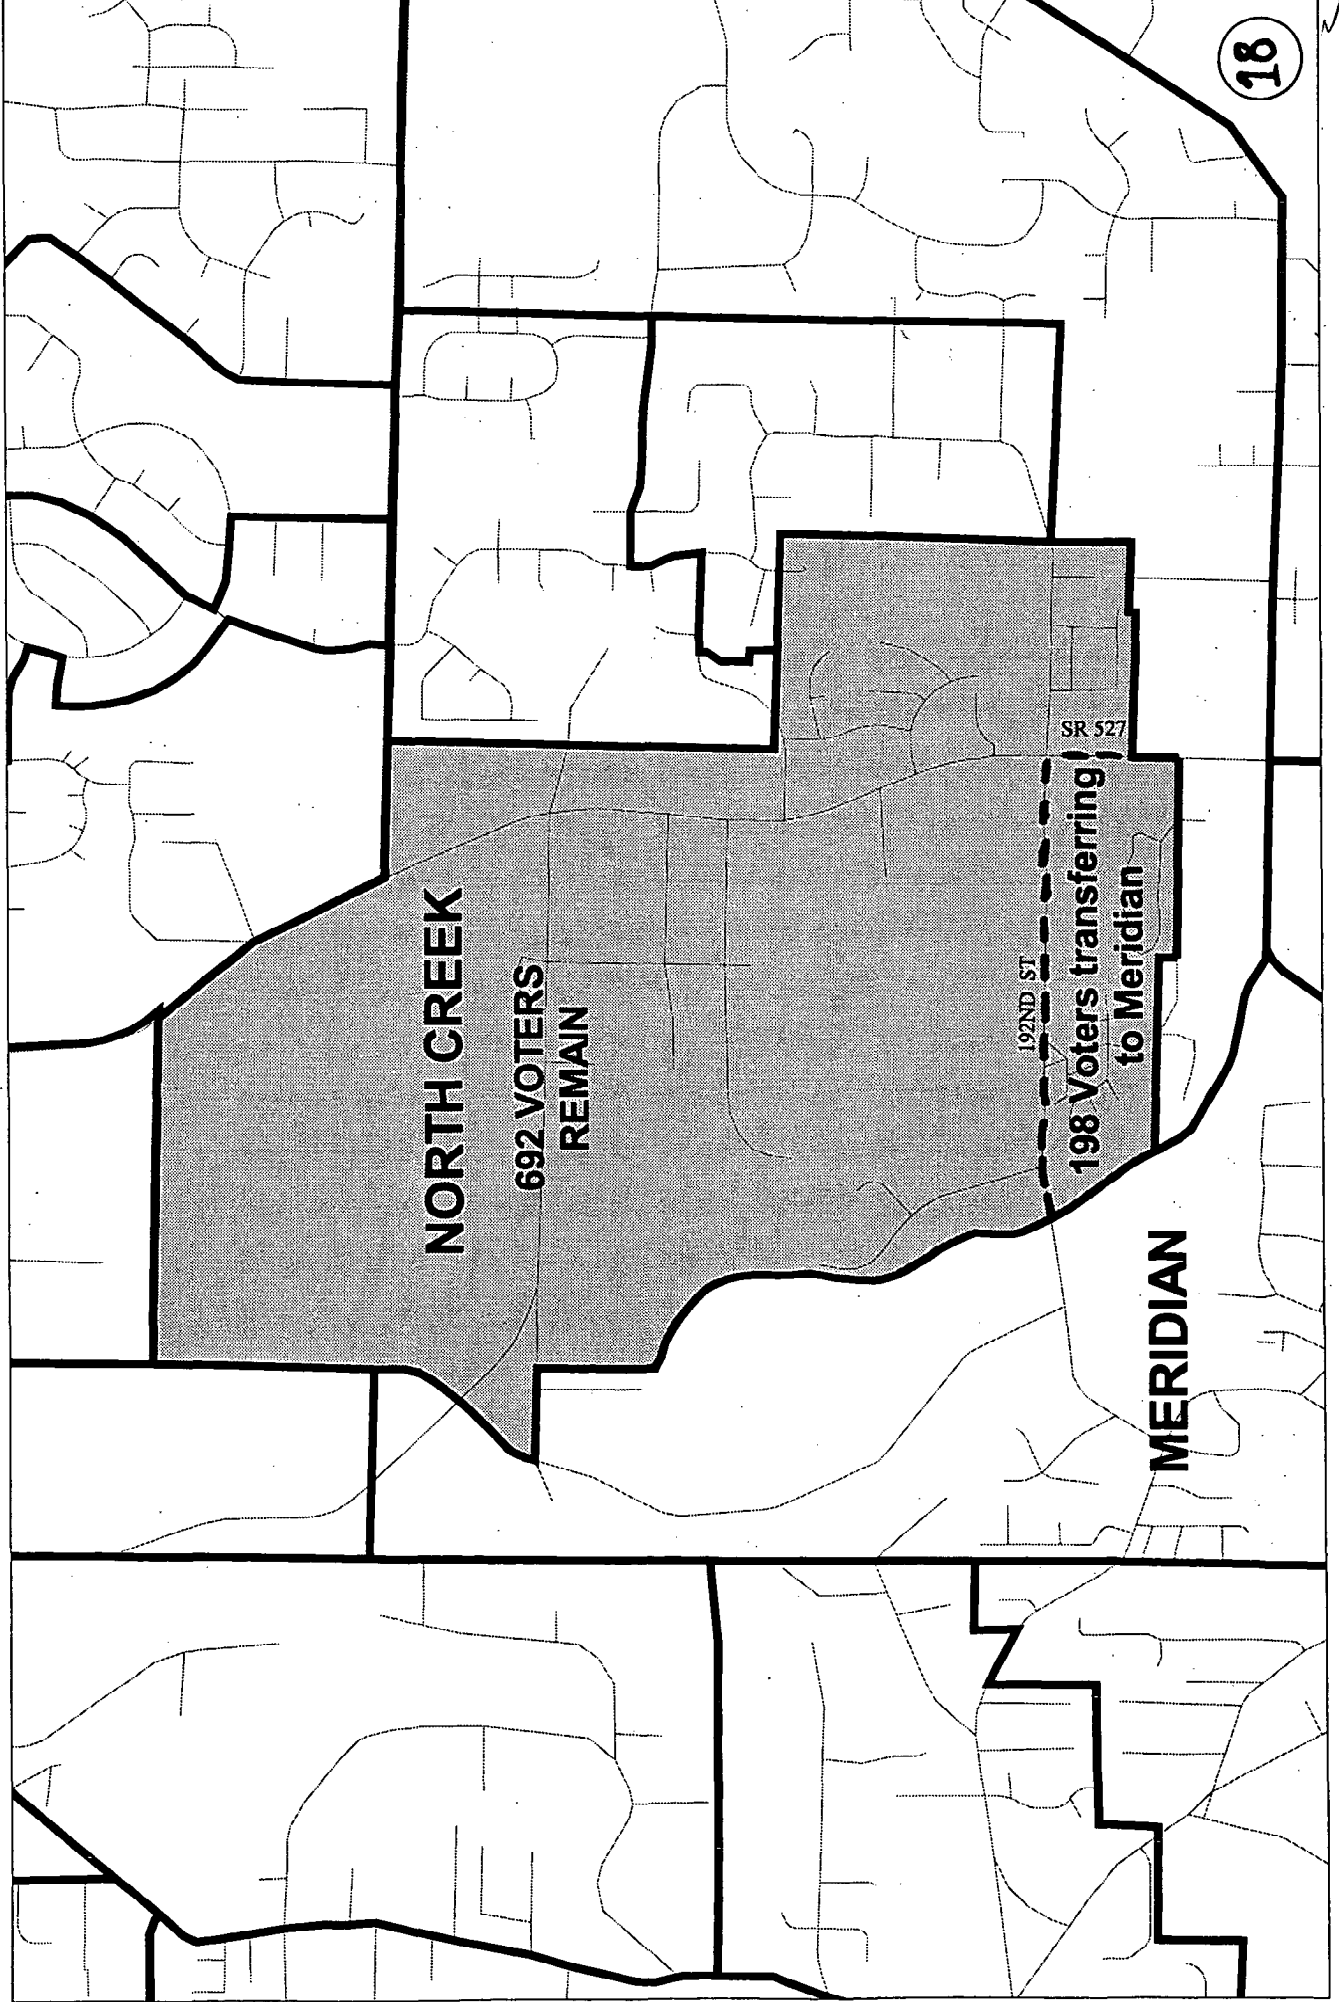 NORTH CREEK
692 VOTERS
REMAIN
192ND ST
SR 527
198 Voters transferring
to Meridian
MERIDIAN
18